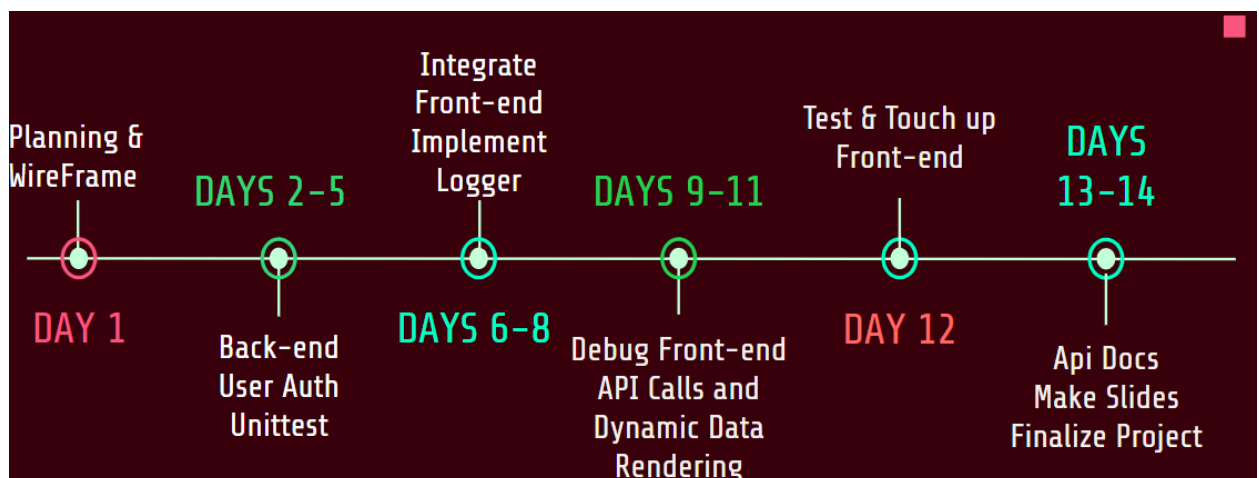 Planning &
WireFrame
DAY 1
DAYS 2-5
Back-end
User Auth
Unittest
Integrate
Front-end
Implement
Logger
DAYS 6-8
DAYS 9-11
Debug Front-end
API Calls and
Dynamic Data
Rendering
Test & Touch up
Front-end
DAY 12
DAYS
13-14
Api Docs
Make Slides
Finalize Project